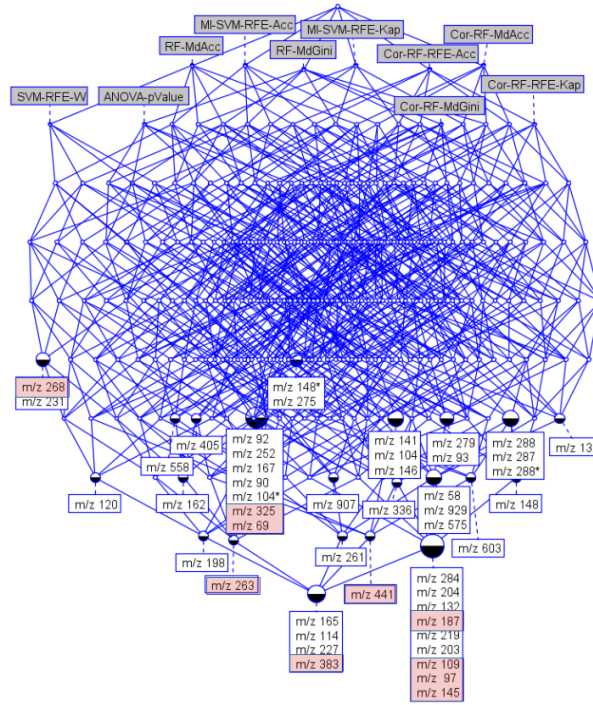 MI-SVM-RFE-Acc
MI-SVM-RFE-Kap
Cor-RF-MdAcc
RF-MdAcc
RF-MdGini
Cor-RF-RFE-Acc
SVM-RFE-W
ANOVA-pValue
Cor-RF-MdGini
Cor-RF-RFE-Kap
m/z 268
m/z 231
m/z 148*
m/z 275
m/z 405
m/z 558
m/z 92
m/z 252
m/z 167
m/z 90
m/z 104*
m/z 325
m/z 69
m/z 141
m/z 104
m/z 146
m/z 279
m/z 93
m/z 288
m/z 287
m/z 288*
m/z 13
m/z 120
m/z 162
m/z 907
m/z 336
m/z 58
m/z 929
m/z 575
m/z 148
m/z 198
m/z 261
m/z 603
m/z 263
m/z 441
m/z 165
m/z 114
m/z 227
m/z 383
m/z 284
m/z 204
m/z 132
m/z 187
m/z 219
m/z 203
m/z 109
m/z 97
m/z 145